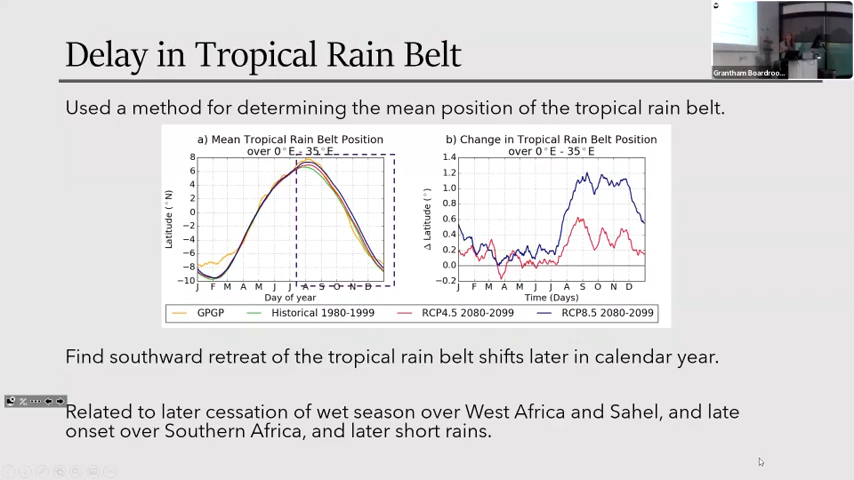 Grantham Boardroo...
Delay in Tropical Rain Belt
Used a method for determining the mean position of the tropical rain belt.
a) Mean Tropical Rain Belt Position
over 0°E - 35°E
Latitude (°N)
8
6
4
2
0
−2
−4
−6
−8
−10
J F M A M J J A S O N D
Day of year
b) Change in Tropical Rain Belt Position
over 0°E - 35°E
Δ Latitude (°)
1.4
1.2
1.0
0.8
0.6
0.4
0.2
0.0
−0.2
J F M A M J J A S O N D
Time (Days)
GPGP Historical 1980-1999 RCP4.5 2080-2099 RCP8.5 2080-2099
Find southward retreat of the tropical rain belt shifts later in calendar year.
Related to later cessation of wet season over West Africa and Sahel, and late
onset over Southern Africa, and later short rains.